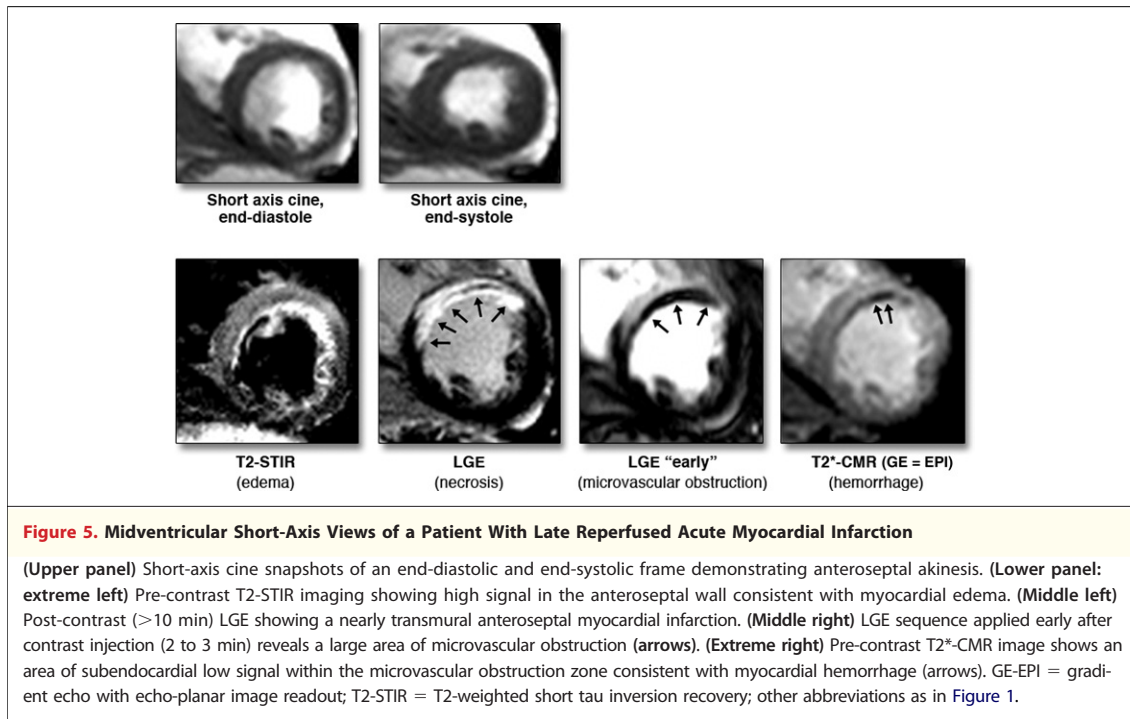 Short axis cine,
end-diastole
Short axis cine,
end-systole
T2-STIR
(edema)
LGE
(necrosis)
LGE “early”
(microvascular obstruction)
T2*-CMR (GE = EPI)
(hemorrhage)
Figure 5. Midventricular Short-Axis Views of a Patient With Late Reperfused Acute Myocardial Infarction
(Upper panel) Short-axis cine snapshots of an end-diastolic and end-systolic frame demonstrating anteroseptal akinesis. (Lower panel:
extreme left) Pre-contrast T2-STIR imaging showing high signal in the anteroseptal wall consistent with myocardial edema. (Middle left)
Post-contrast (>10 min) LGE showing a nearly transmural anteroseptal myocardial infarction. (Middle right) LGE sequence applied early after
contrast injection (2 to 3 min) reveals a large area of microvascular obstruction (arrows). (Extreme right) Pre-contrast T2*-CMR image shows an
area of subendocardial low signal within the microvascular obstruction zone consistent with myocardial hemorrhage (arrows). GE-EPI = gradi-
ent echo with echo-planar image readout; T2-STIR = T2-weighted short tau inversion recovery; other abbreviations as in Figure 1.